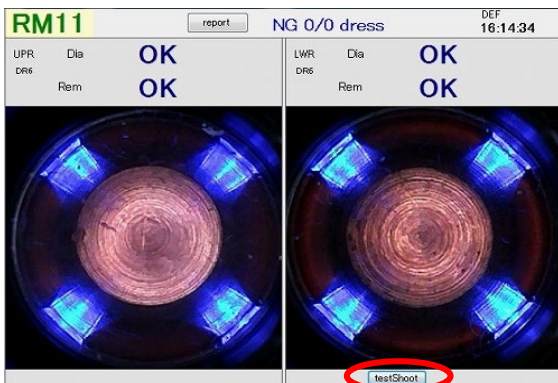 RM11 report NG 0/0 dress DEF
16:14:34
UPR Dia OK
DR6
Rem OK
LWR Dia OK
DR6
Rem OK
testShoot